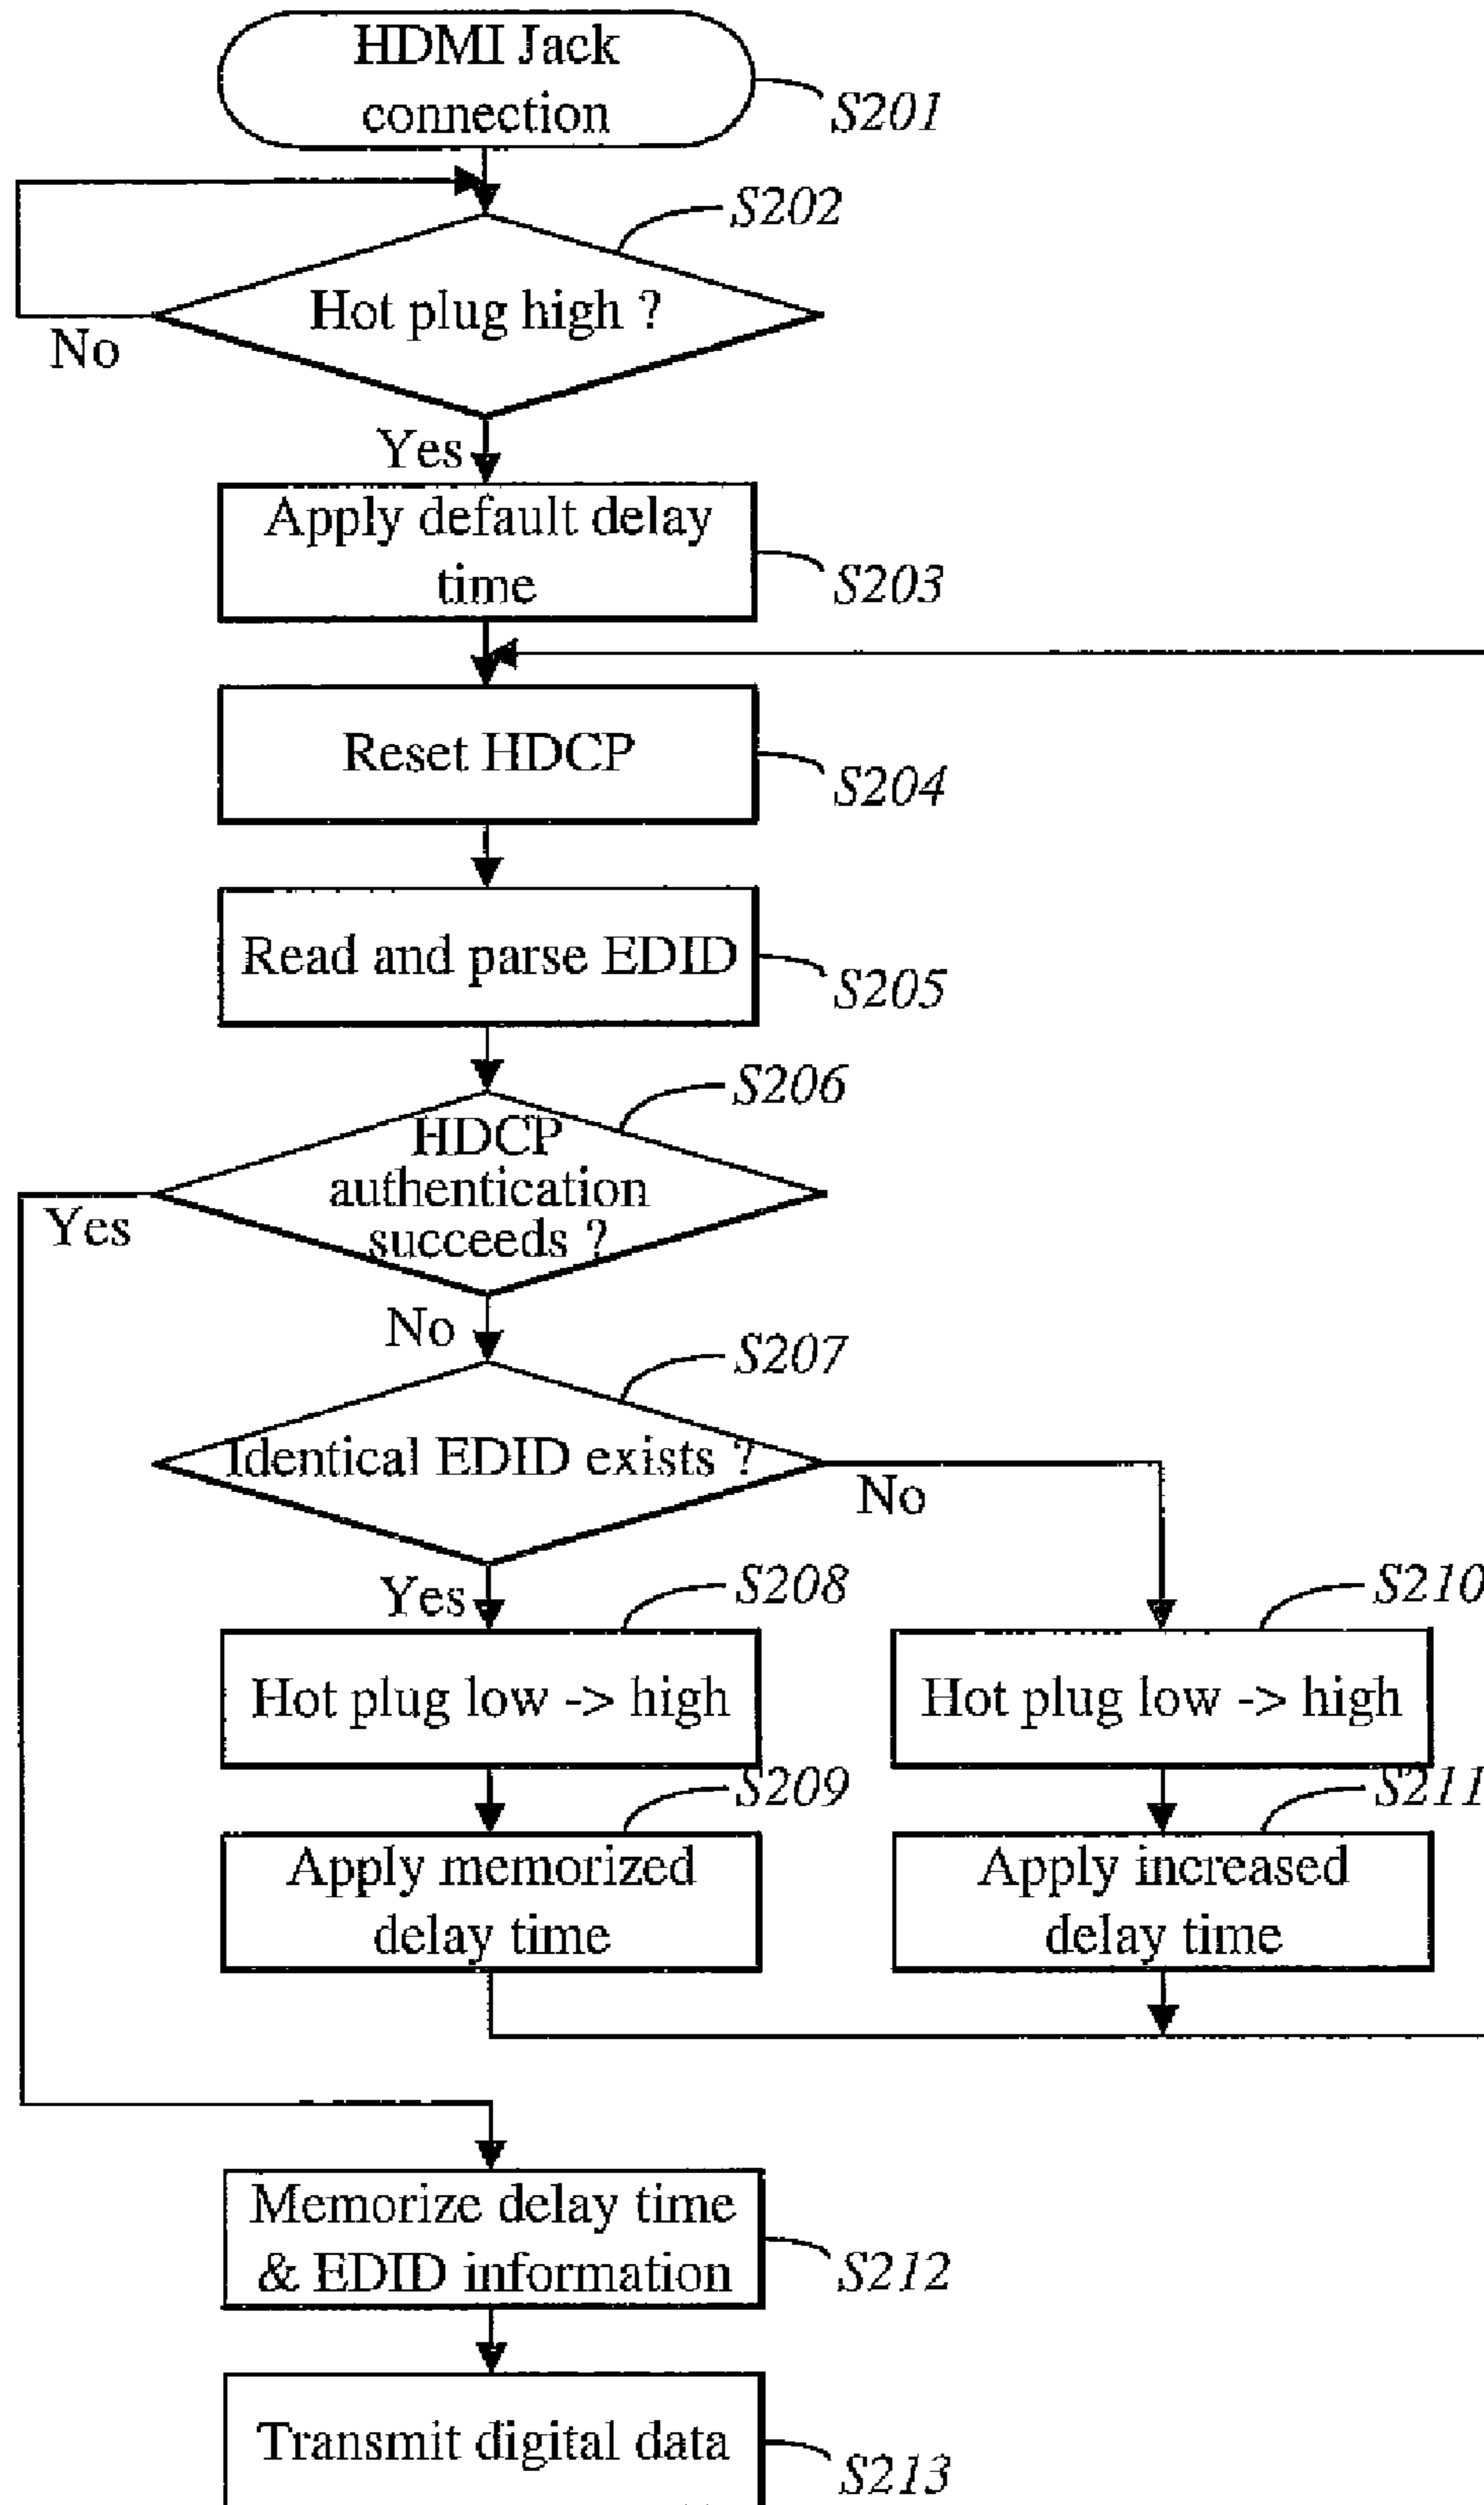 HDMI Jack
connection
S201
S202
Hot plug high ?
No
Yes
Apply default delay
time
S203
Reset HDCP
S204
Read and parse EDID
S205
S206
HDCP
authentication
succeeds ?
Yes
No
S207
Identical EDID exists ?
No
Yes
S208
S210
Hot plug low -> high
Hot plug low -> high
S209
S211
Apply memorized
delay time
Apply increased
delay time
Memorize delay time
& EDID information
S212
Transmit digital data
S213